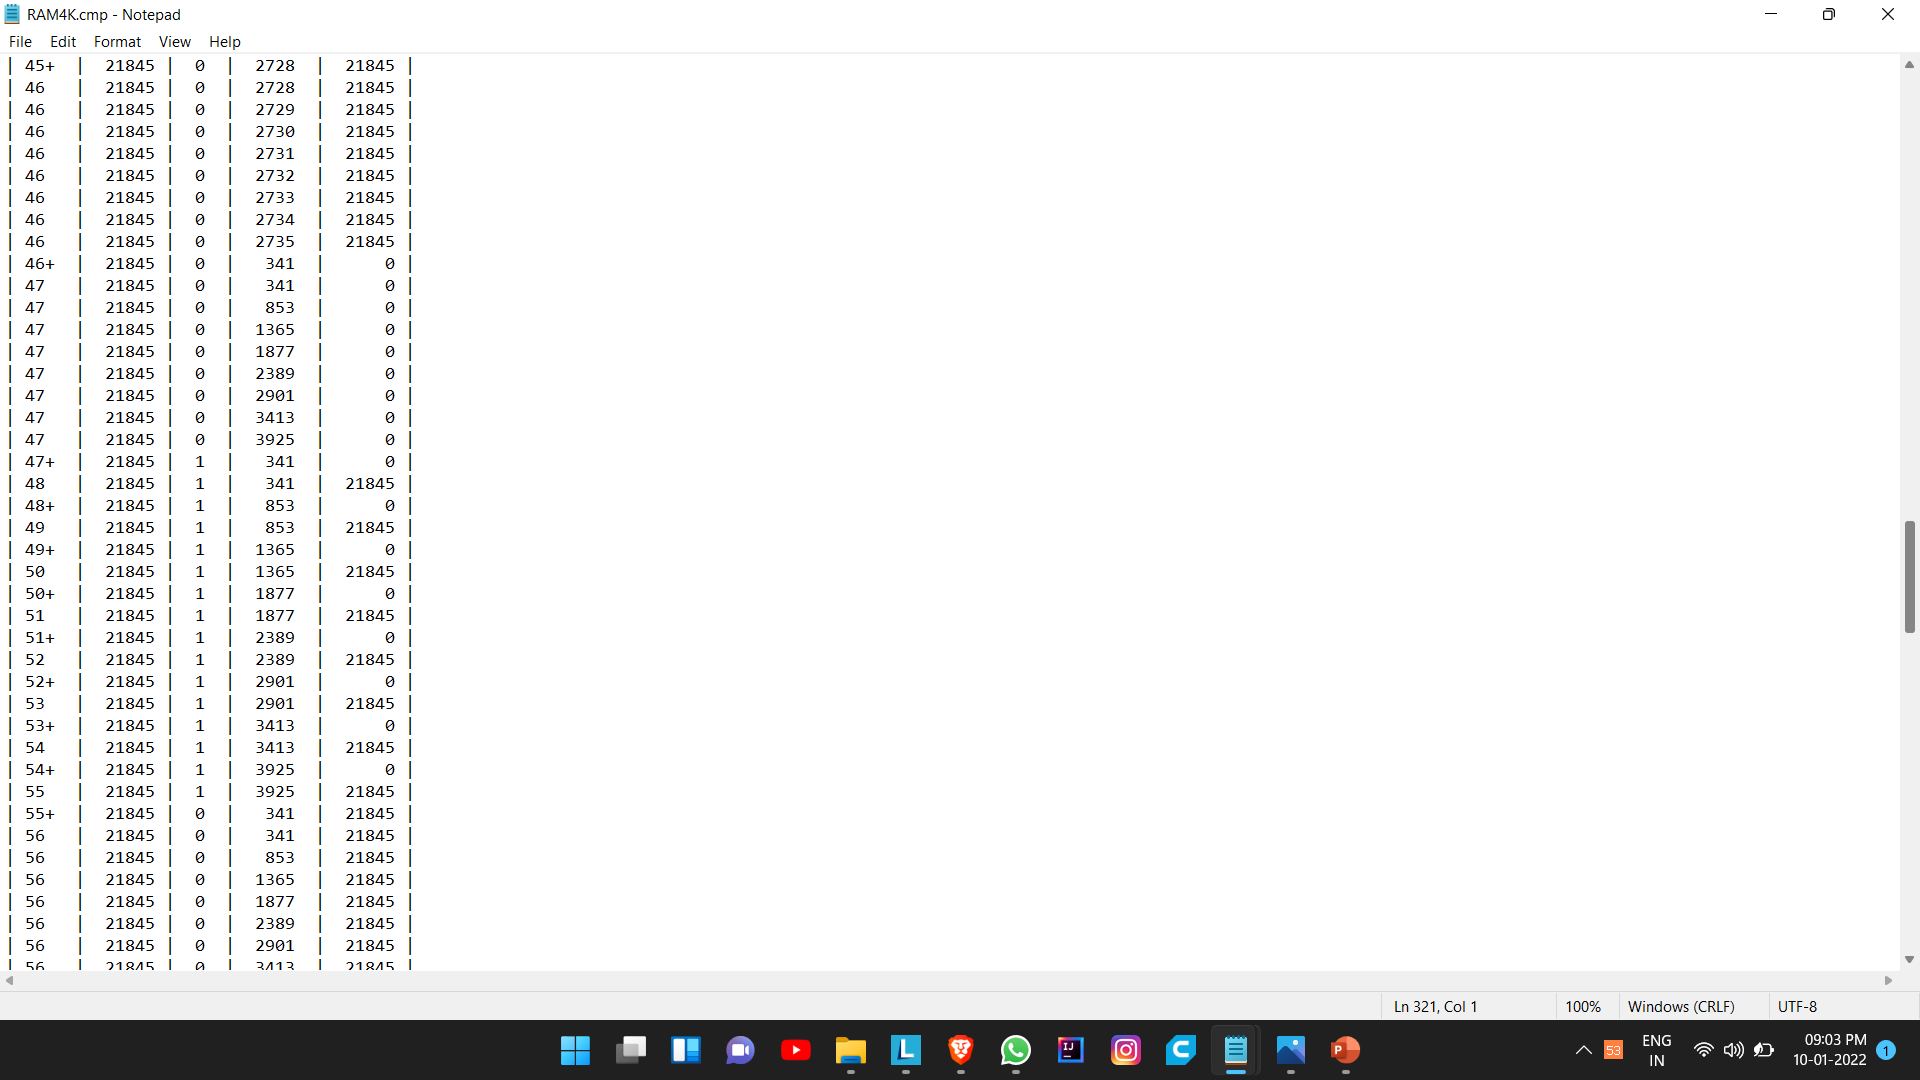 RAM4K.cmp - Notepad
File Edit Format View Help
| 45+ | 21845 | 0 | 2728 | 21845 |
| 46 | 21845 | 0 | 2728 | 21845 |
| 46 | 21845 | 0 | 2729 | 21845 |
| 46 | 21845 | 0 | 2730 | 21845 |
| 46 | 21845 | 0 | 2731 | 21845 |
| 46 | 21845 | 0 | 2732 | 21845 |
| 46 | 21845 | 0 | 2733 | 21845 |
| 46 | 21845 | 0 | 2734 | 21845 |
| 46 | 21845 | 0 | 2735 | 21845 |
| 46+ | 21845 | 0 | 341 | 0 |
| 47 | 21845 | 0 | 341 | 0 |
| 47 | 21845 | 0 | 853 | 0 |
| 47 | 21845 | 0 | 1365 | 0 |
| 47 | 21845 | 0 | 1877 | 0 |
| 47 | 21845 | 0 | 2389 | 0 |
| 47 | 21845 | 0 | 2901 | 0 |
| 47 | 21845 | 0 | 3413 | 0 |
| 47 | 21845 | 0 | 3925 | 0 |
| 47+ | 21845 | 1 | 341 | 0 |
| 48 | 21845 | 1 | 341 | 21845 |
| 48+ | 21845 | 1 | 853 | 0 |
| 49 | 21845 | 1 | 853 | 21845 |
| 49+ | 21845 | 1 | 1365 | 0 |
| 50 | 21845 | 1 | 1365 | 21845 |
| 50+ | 21845 | 1 | 1877 | 0 |
| 51 | 21845 | 1 | 1877 | 21845 |
| 51+ | 21845 | 1 | 2389 | 0 |
| 52 | 21845 | 1 | 2389 | 21845 |
| 52+ | 21845 | 1 | 2901 | 0 |
| 53 | 21845 | 1 | 2901 | 21845 |
| 53+ | 21845 | 1 | 3413 | 0 |
| 54 | 21845 | 1 | 3413 | 21845 |
| 54+ | 21845 | 1 | 3925 | 0 |
| 55 | 21845 | 1 | 3925 | 21845 |
| 55+ | 21845 | 0 | 341 | 21845 |
| 56 | 21845 | 0 | 341 | 21845 |
| 56 | 21845 | 0 | 853 | 21845 |
| 56 | 21845 | 0 | 1365 | 21845 |
| 56 | 21845 | 0 | 1877 | 21845 |
| 56 | 21845 | 0 | 2389 | 21845 |
| 56 | 21845 | 0 | 2901 | 21845 |
| 56 | 21845 | 0 | 3413 | 21845 |
Ln 321, Col 1 100% Windows (CRLF) UTF-8
L IJ C P 53 ENG 09:03 PM
IN 10-01-2022 1